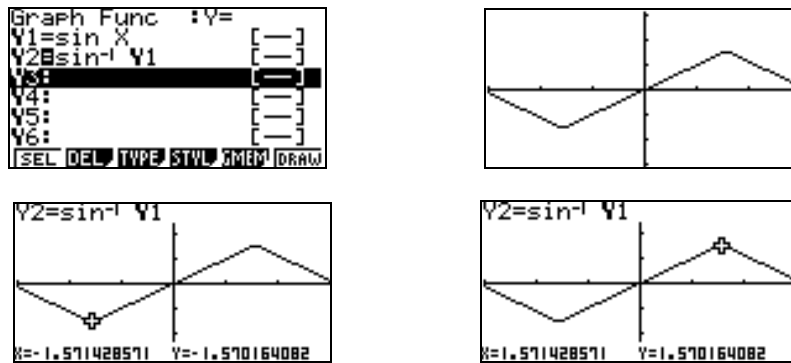 Graph Func :Y=
Y1=sin X [—]
Y2=sin⁻¹ Y1 [—]
Y3: [—]
Y4: [—]
Y5: [—]
Y6: [—]
SEL DEL TYPE STYL GMEM DRAW
Y2=sin⁻¹ Y1
X=-1.571428571 Y=-1.570164082
Y2=sin⁻¹ Y1
X=1.571428571 Y=1.570164082